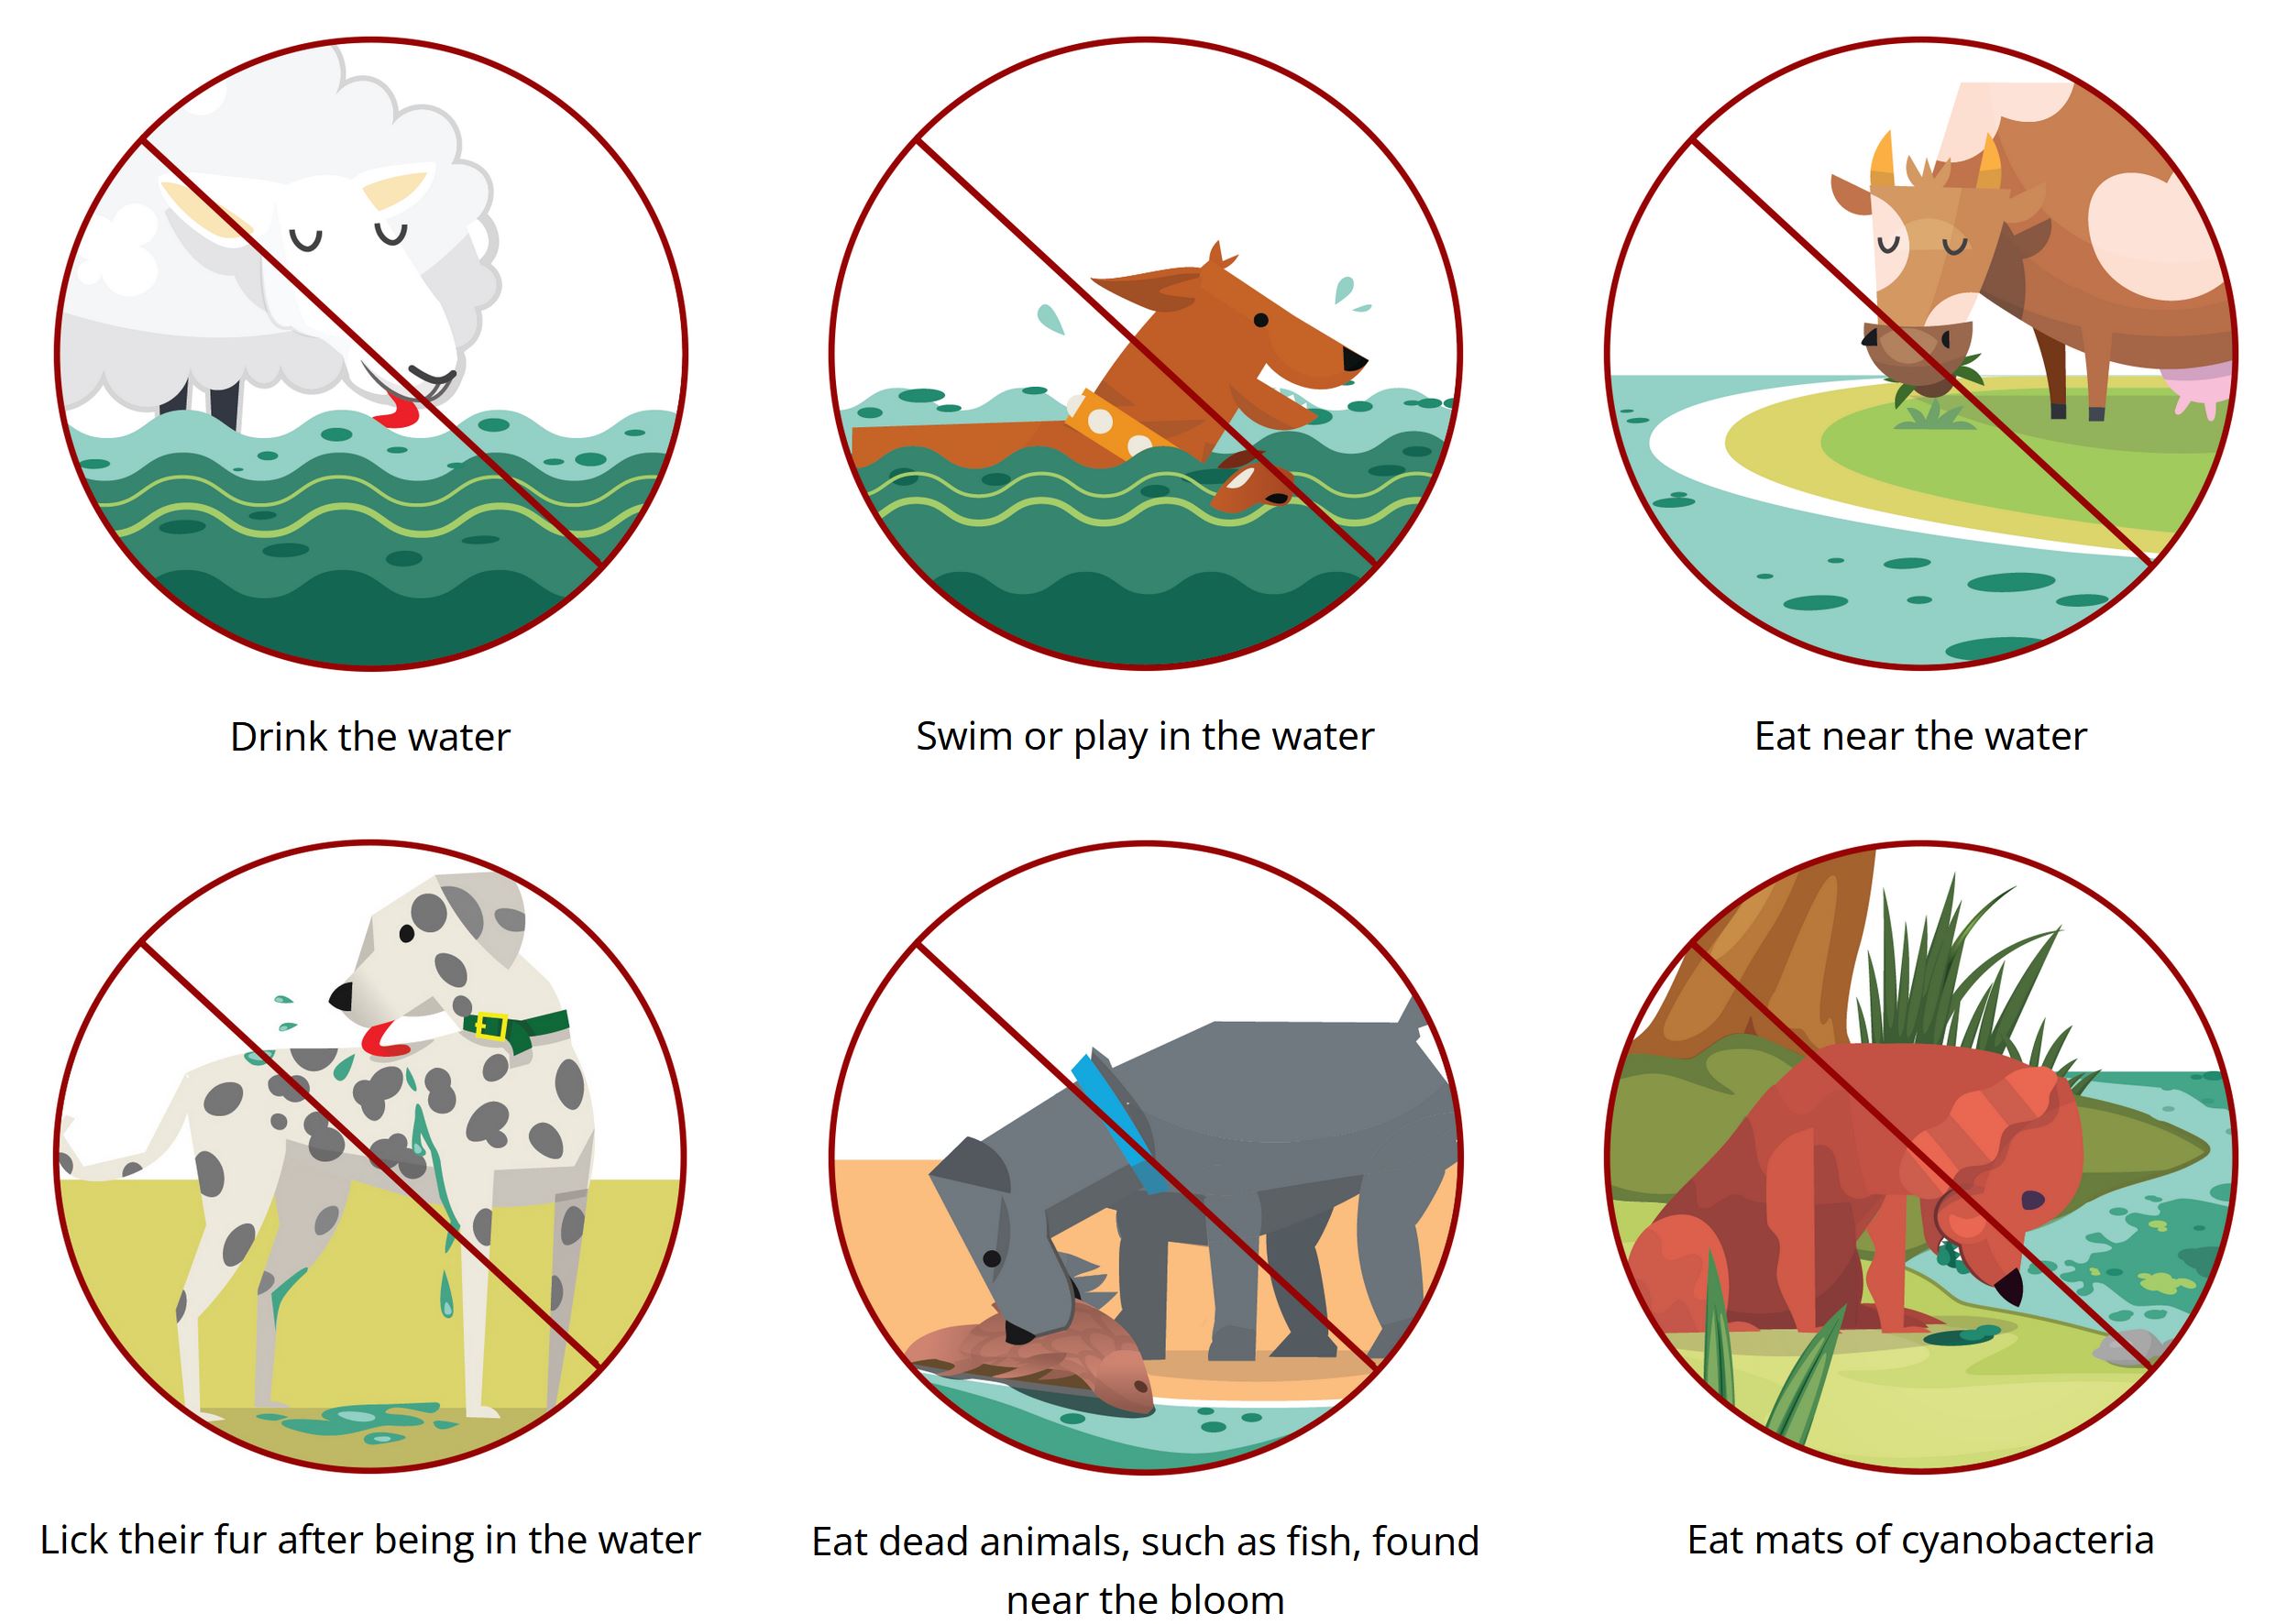 Drink the water
Swim or play in the water
Eat near the water
Lick their fur after being in the water
Eat dead animals, such as fish, found
near the bloom
Eat mats of cyanobacteria